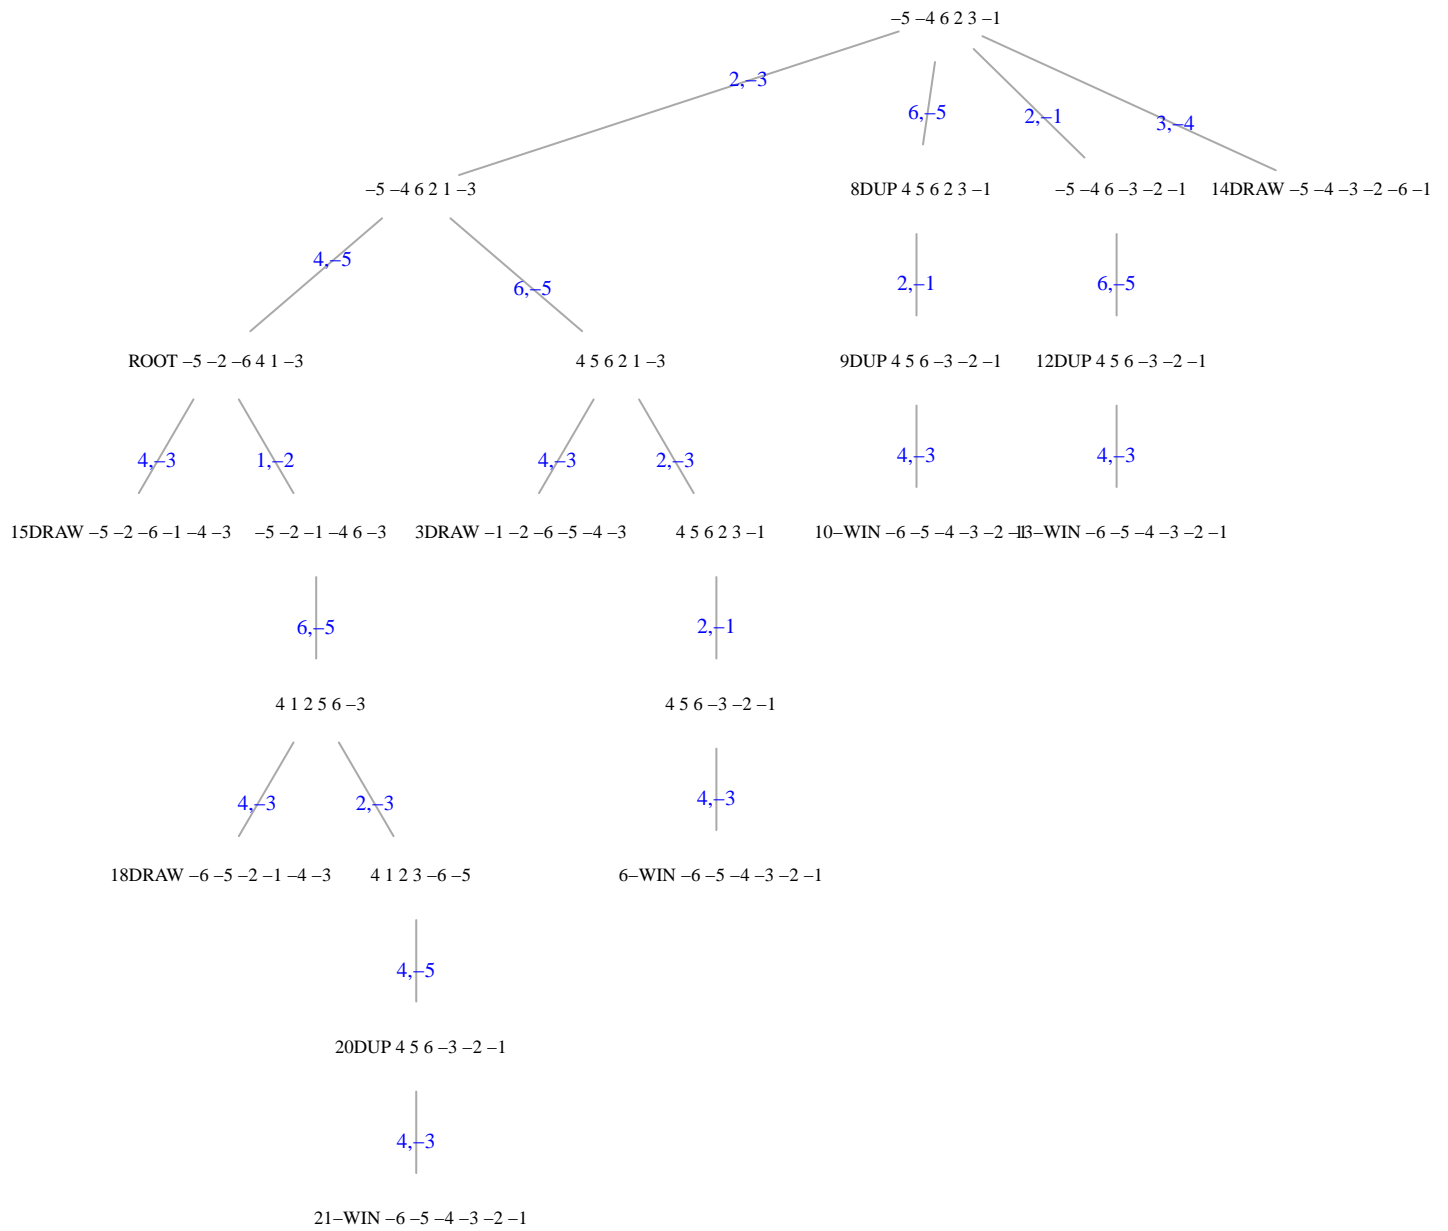 –5 –4 6 2 3 –1
2,–3
6,–5
2,–1
3,–4
–5 –4 6 2 1 –3
8DUP 4 5 6 2 3 –1
–5 –4 6 –3 –2 –1
14DRAW –5 –4 –3 –2 –6 –1
4,–5
6,–5
2,–1
6,–5
ROOT –5 –2 –6 4 1 –3
4 5 6 2 1 –3
9DUP 4 5 6 –3 –2 –1
12DUP 4 5 6 –3 –2 –1
4,–3
1,–2
4,–3
2,–3
4,–3
4,–3
15DRAW –5 –2 –6 –1 –4 –3
–5 –2 –1 –4 6 –3
3DRAW –1 –2 –6 –5 –4 –3
4 5 6 2 3 –1
10–WIN –6 –5 –4 –3 –2 –1
13–WIN –6 –5 –4 –3 –2 –1
6,–5
2,–1
4 1 2 5 6 –3
4 5 6 –3 –2 –1
4,–3
2,–3
4,–3
18DRAW –6 –5 –2 –1 –4 –3
4 1 2 3 –6 –5
6–WIN –6 –5 –4 –3 –2 –1
4,–5
20DUP 4 5 6 –3 –2 –1
4,–3
21–WIN –6 –5 –4 –3 –2 –1